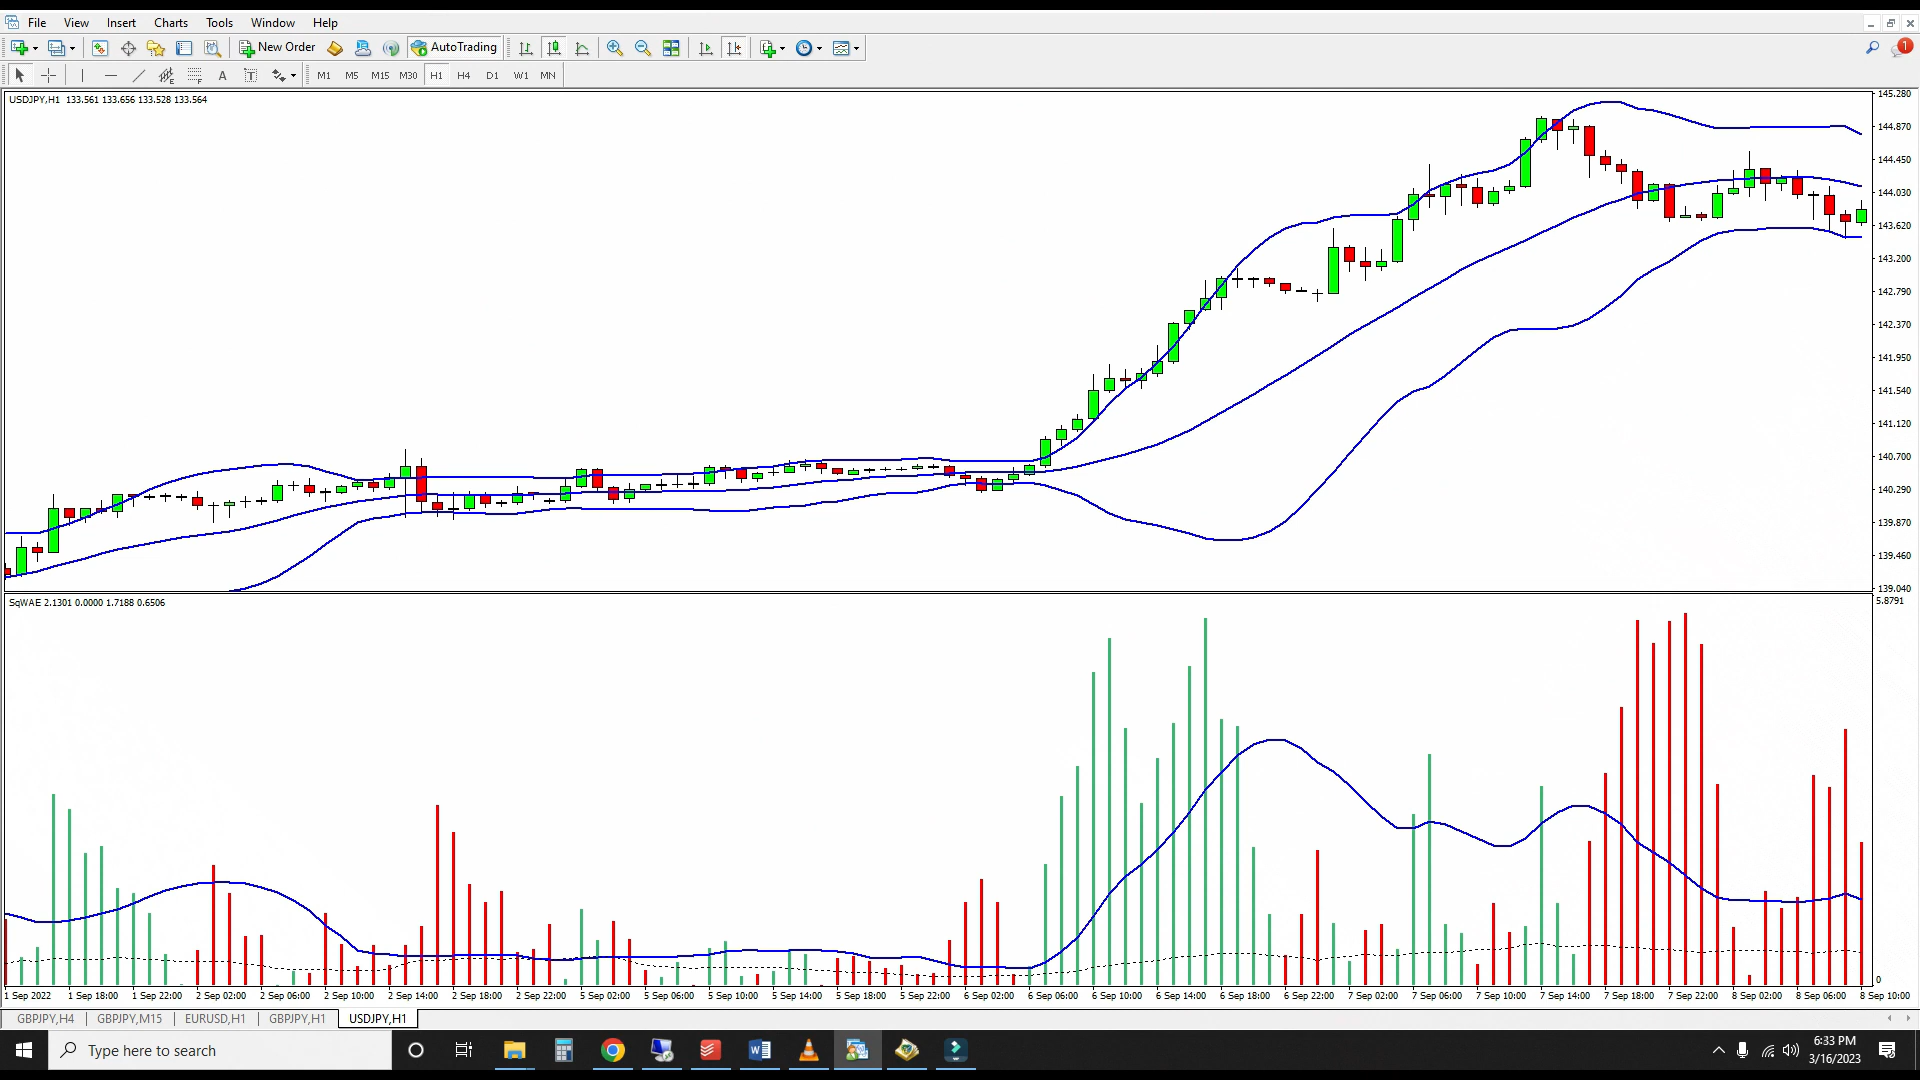 File View Insert Charts Tools Window Help
New Order AutoTrading 1
A T M1 M5 M15 M30 H1 H4 D1 W1 MN
USDJPY,H1 133.561 133.656 133.528 133.564
145.280
144.870
144.450
144.030
143.620
143.200
142.790
142.370
141.950
141.540
141.120
140.700
140.290
139.870
139.460
139.040
SqWAE 2.1301 0.0000 1.7188 0.6506
5.8791
0
1 Sep 2022 1 Sep 18:00 1 Sep 22:00 2 Sep 02:00 2 Sep 06:00 2 Sep 10:00 2 Sep 14:00 2 Sep 18:00 2 Sep 22:00 5 Sep 02:00 5 Sep 06:00 5 Sep 10:00 5 Sep 14:00 5 Sep 18:00 5 Sep 22:00 6 Sep 02:00 6 Sep 06:00 6 Sep 10:00 6 Sep 14:00 6 Sep 18:00 6 Sep 22:00 7 Sep 02:00 7 Sep 06:00 7 Sep 10:00 7 Sep 14:00 7 Sep 18:00 7 Sep 22:00 8 Sep 02:00 8 Sep 06:00 8 Sep 10:00
GBPJPY,H4 GBPJPY,M15 EURUSD,H1 GBPJPY,H1 USDJPY,H1
Type here to search
6:33 PM
3/16/2023